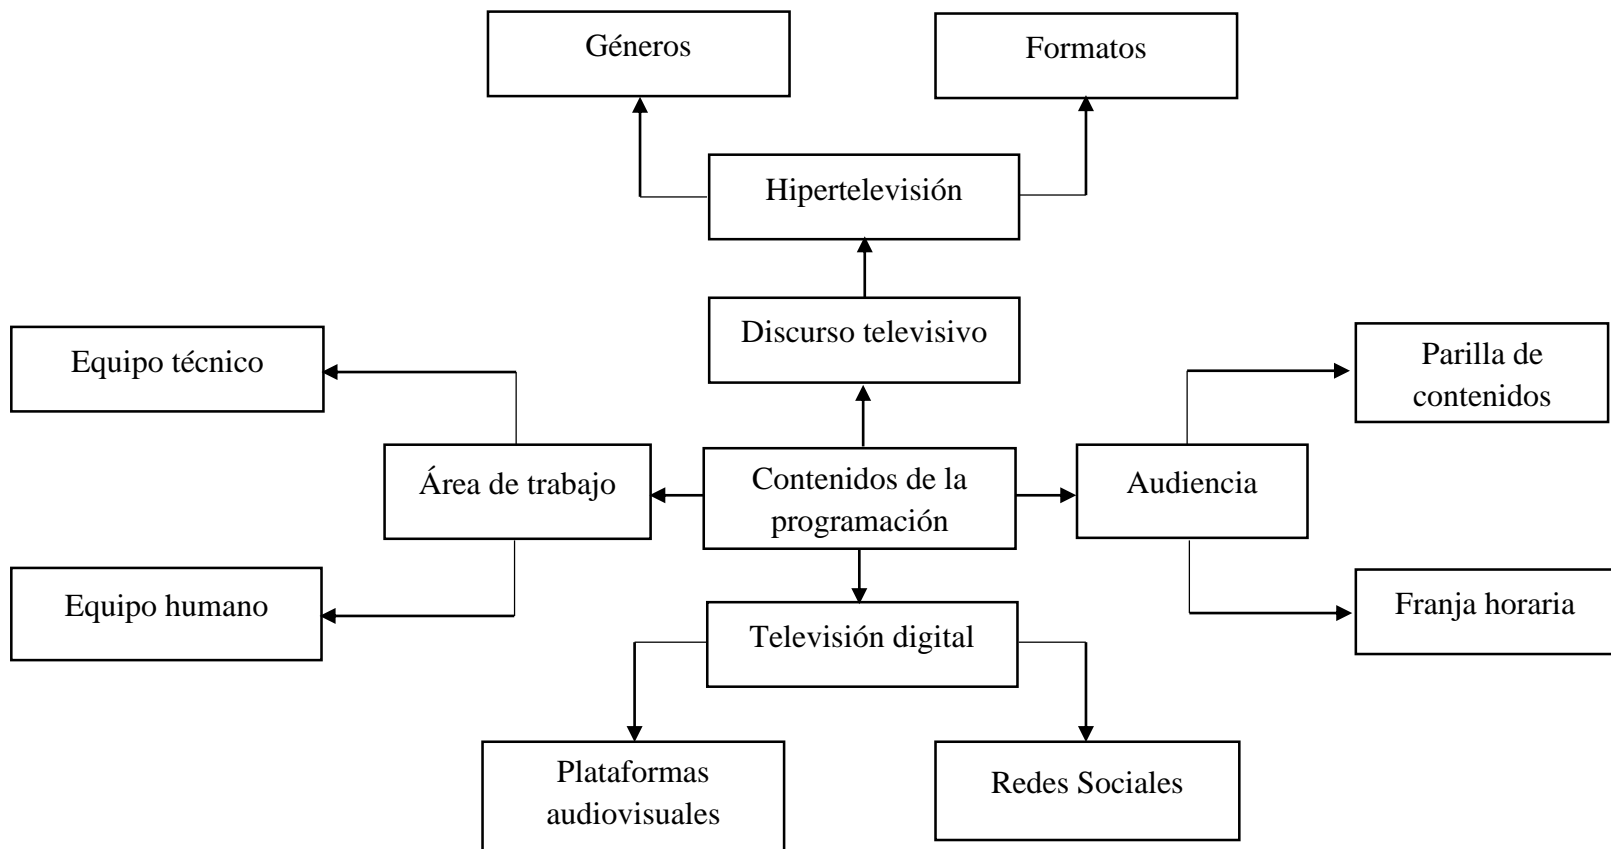 Géneros
Formatos
Hipertelevisión
Discurso televisivo
Equipo técnico
Parilla de
contenidos
Área de trabajo
Contenidos de la
programación
Audiencia
Equipo humano
Franja horaria
Televisión digital
Plataformas
audiovisuales
Redes Sociales